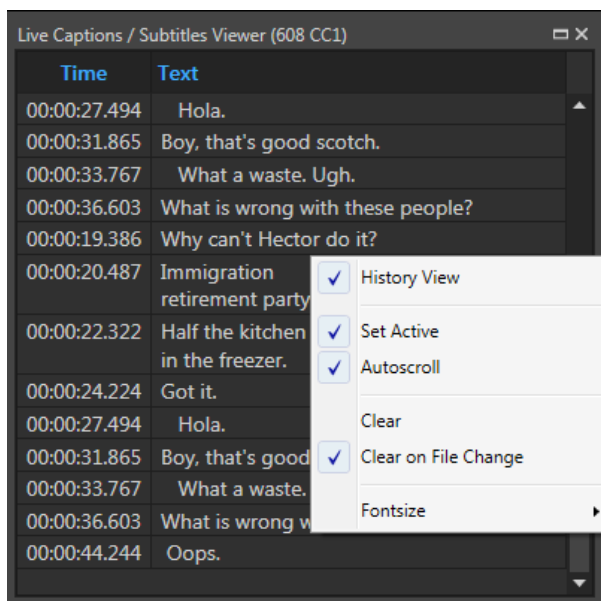 Live Captions / Subtitles Viewer (608 CC1)
Time Text
00:00:27.494 Hola.
00:00:31.865 Boy, that's good scotch.
00:00:33.767 What a waste. Ugh.
00:00:36.603 What is wrong with these people?
00:00:19.386 Why can't Hector do it?
00:00:20.487 Immigration
retirement party
00:00:22.322 Half the kitchen
in the freezer.
00:00:24.224 Got it.
00:00:27.494 Hola.
00:00:31.865 Boy, that's good
00:00:33.767 What a waste.
00:00:36.603 What is wrong
00:00:44.244 Oops.
History View
Set Active
Autoscroll
Clear
Clear on File Change
Fontsize